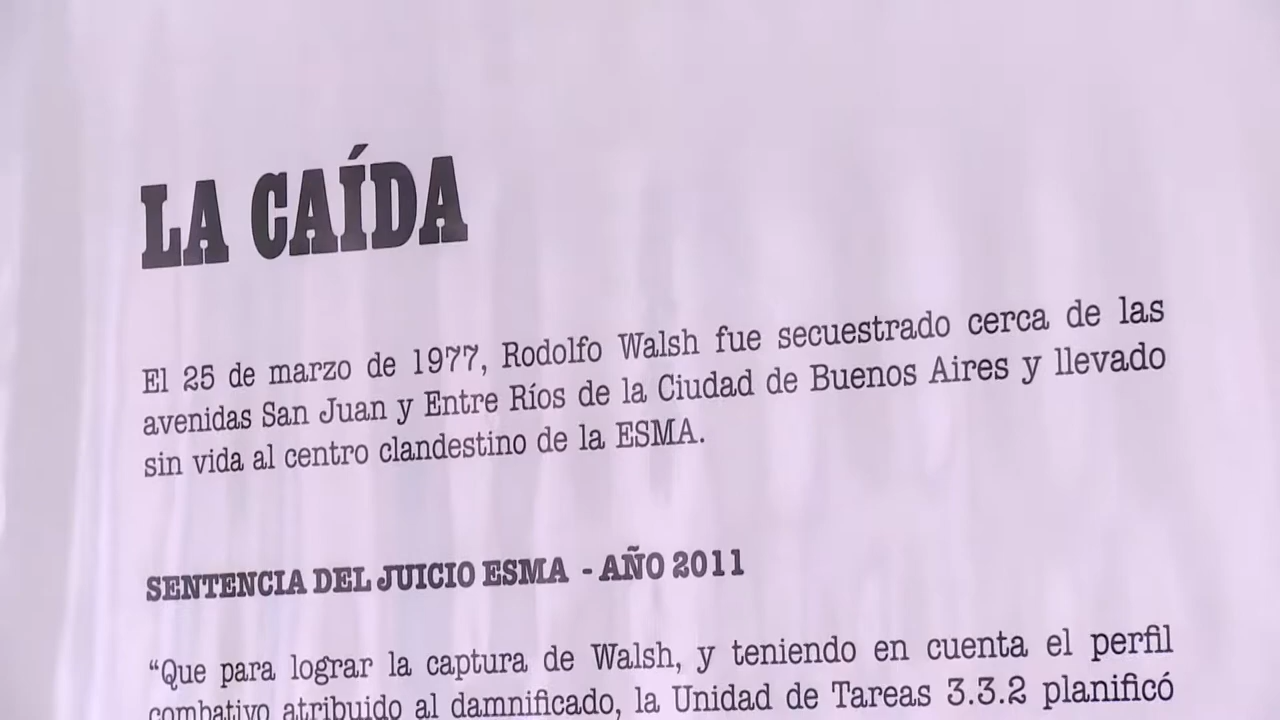 LA CAÍDA
El 25 de marzo de 1977, Rodolfo Walsh fue secuestrado cerca de las
avenidas San Juan y Entre Ríos de la Ciudad de Buenos Aires y llevado
sin vida al centro clandestino de la ESMA.
SENTENCIA DEL JUICIO ESMA - AÑO 2011
“Que para lograr la captura de Walsh, y teniendo en cuenta el perfil
combativo atribuido al damnificado, la Unidad de Tareas 3.3.2 planificó